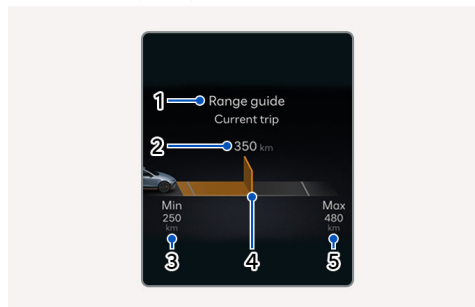 1
Range guide
Current trip
2
350 km
Min
250
km
Max
480
km
3
4
5